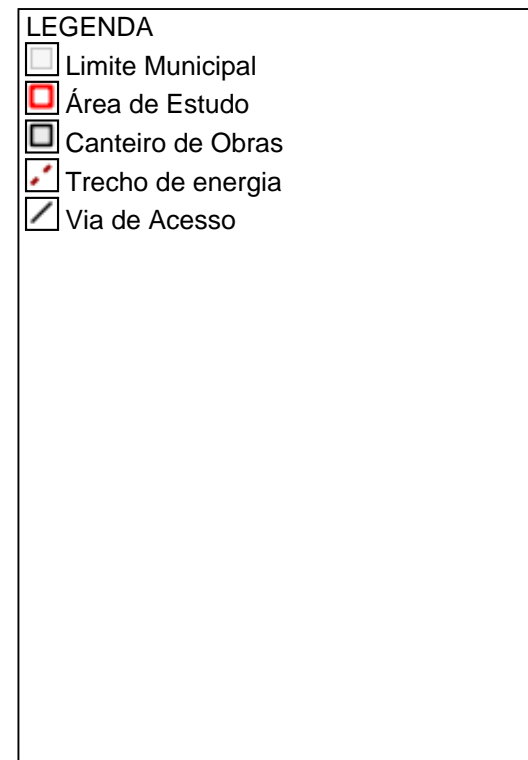 LEGENDA
Limite Municipal
Área de Estudo
Canteiro de Obras
Trecho de energia
Via de Acesso